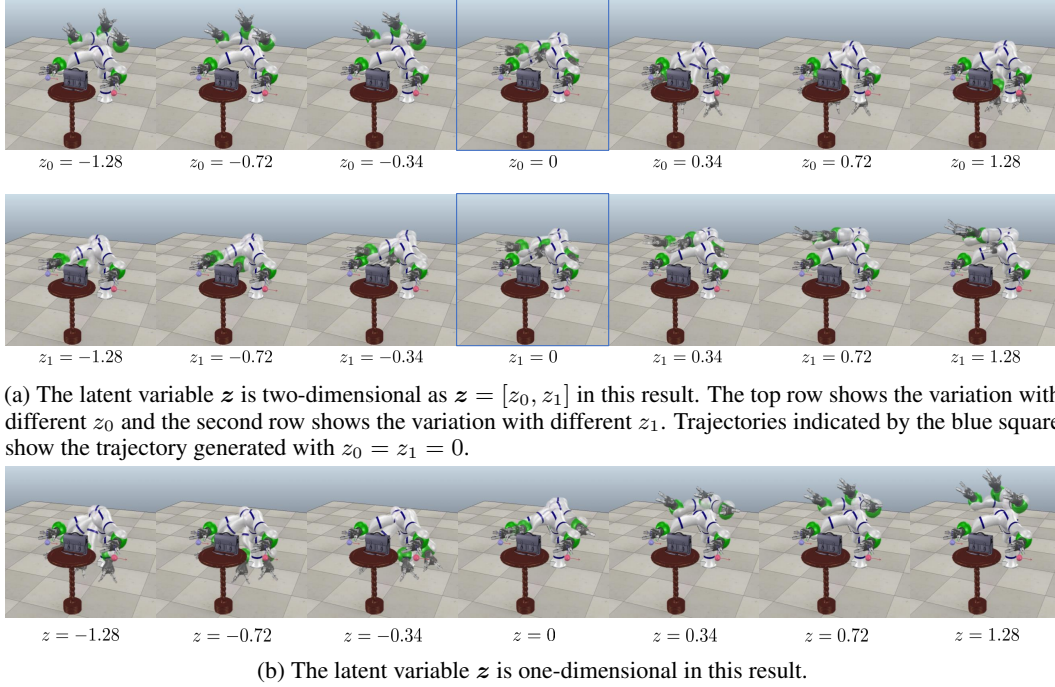 z₀ = −1.28 z₀ = −0.72 z₀ = −0.34 z₀ = 0 z₀ = 0.34 z₀ = 0.72 z₀ = 1.28
z₁ = −1.28 z₁ = −0.72 z₁ = −0.34 z₁ = 0 z₁ = 0.34 z₁ = 0.72 z₁ = 1.28
(a) The latent variable z is two-dimensional as z = [z₀, z₁] in this result. The top row shows the variation with
different z₀ and the second row shows the variation with different z₁. Trajectories indicated by the blue square
show the trajectory generated with z₀ = z₁ = 0.
z = −1.28 z = −0.72 z = −0.34 z = 0 z = 0.34 z = 0.72 z = 1.28
(b) The latent variable z is one-dimensional in this result.